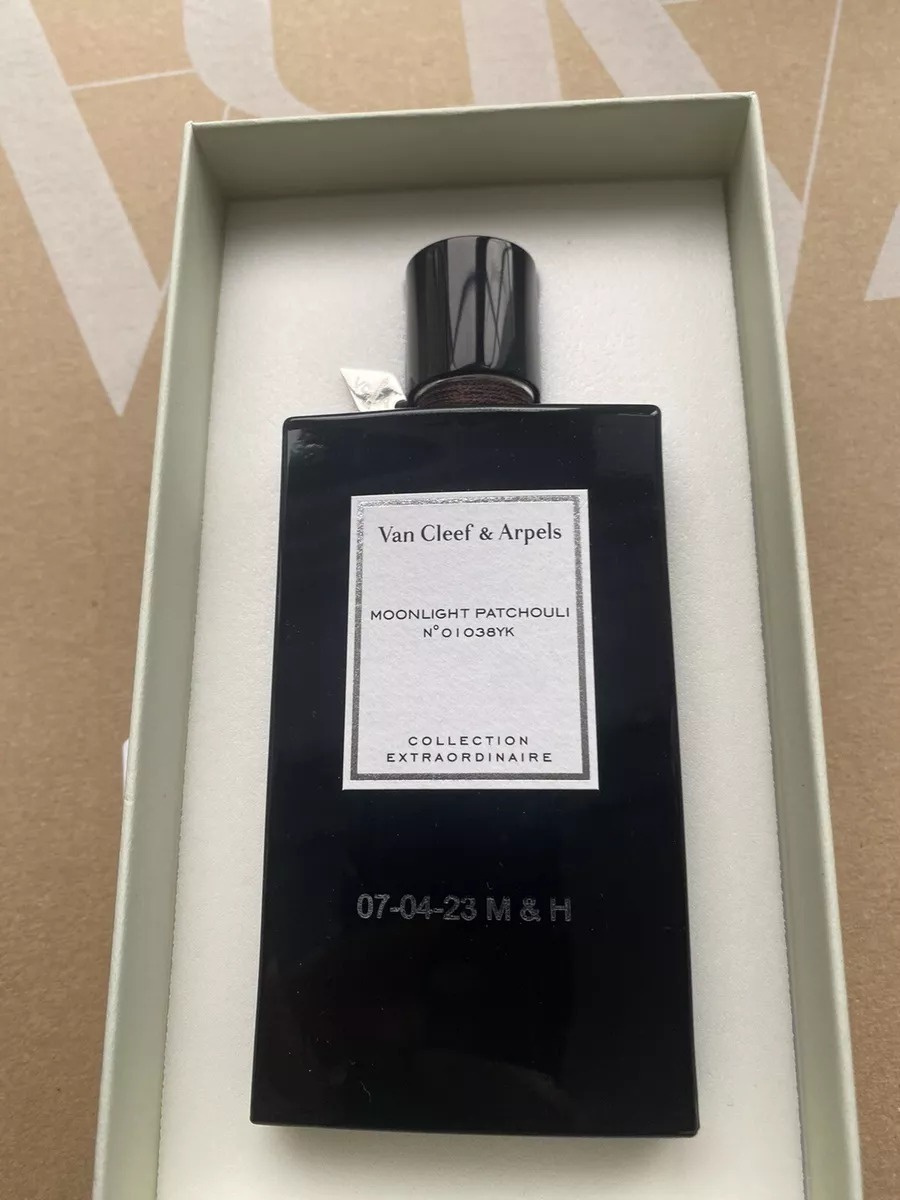 Van Cleef & Arpels
MOONLIGHT PATCHOULI
N°01038YK
COLLECTION
EXTRAORDINAIRE
07-04-23 M & H